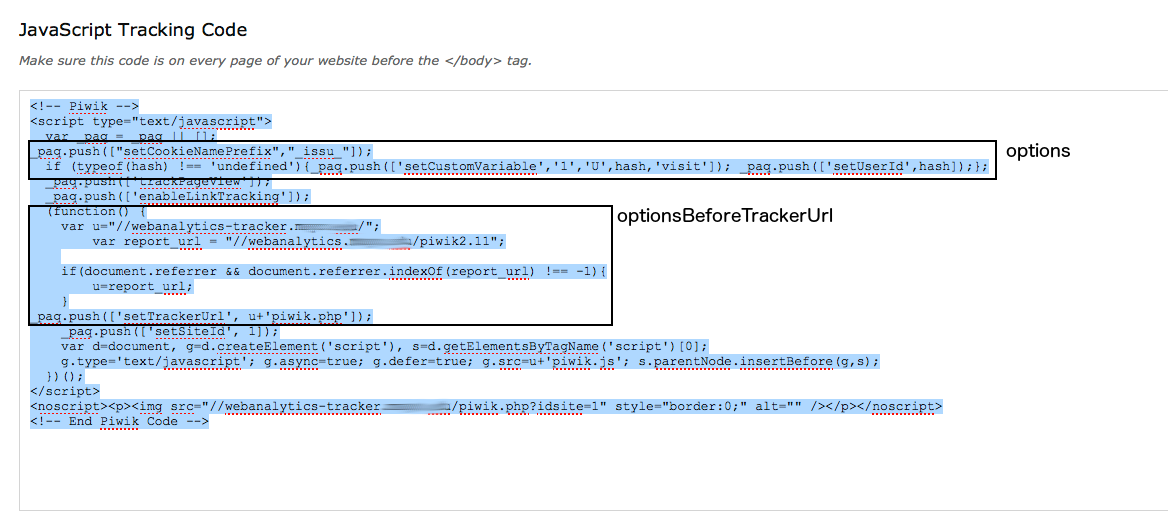 JavaScript Tracking Code
Make sure this code is on every page of your website before the </body> tag.
<!-- Piwik -->
<script type="text/javascript">
var _paq = _paq || [];
_paq.push(["setCookieNamePrefix","_issu_"]);
if (typeof(hash) !== 'undefined'){_paq.push(['setCustomVariable','1','U',hash,'visit']); _paq.push(['setUserId',hash]);};
options
_paq.push(['trackPageView']);
_paq.push(['enableLinkTracking']);
(function() {
optionsBeforeTrackerUrl
var u="//webanalytics-tracker. /";
var report_url = "//webanalytics. /piwik2.11";
if(document.referrer && document.referrer.indexOf(report_url) !== -1){
u=report_url;
}
_paq.push(['setTrackerUrl', u+'piwik.php']);
_paq.push(['setSiteId', 1]);
var d=document, g=d.createElement('script'), s=d.getElementsByTagName('script')[0];
g.type='text/javascript'; g.async=true; g.defer=true; g.src=u+'piwik.js'; s.parentNode.insertBefore(g,s);
})();
</script>
<noscript><p><img src="//webanalytics-tracker /piwik.php?idsite=1" style="border:0;" alt="" /></p></noscript>
<!-- End Piwik Code -->